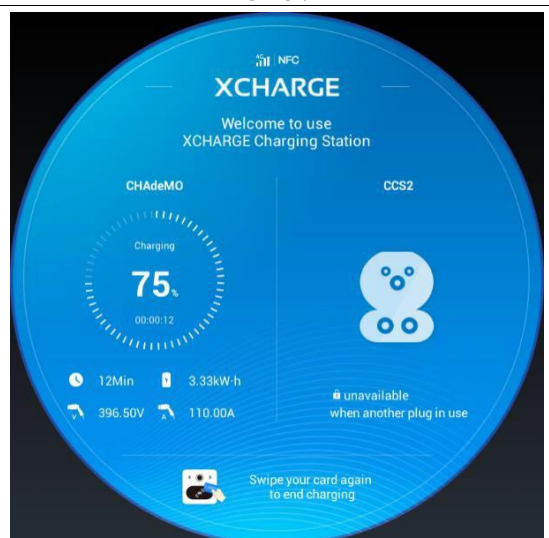 4G NFC
XCHARGE
Welcome to use
XCHARGE Charging Station
CHAdeMO
CCS2
Charging
75%
00:00:12
12Min
3.33kW·h
396.50V
110.00A
unavailable
when another plug in use
Swipe your card again
to end charging